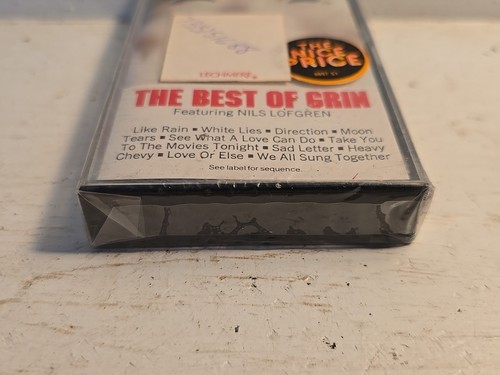 THE
NICE
PRICE
THE BEST OF GRIN
Featuring NILS LOFGREN
Like Rain ▪ White Lies ▪ Direction ▪ Moon
Tears ▪ See What A Love Can Do ▪ Take You
To The Movies Tonight ▪ Sad Letter ▪ Heavy
Chevy ▪ Love Or Else ▪ We All Sung Together
See label for sequence.